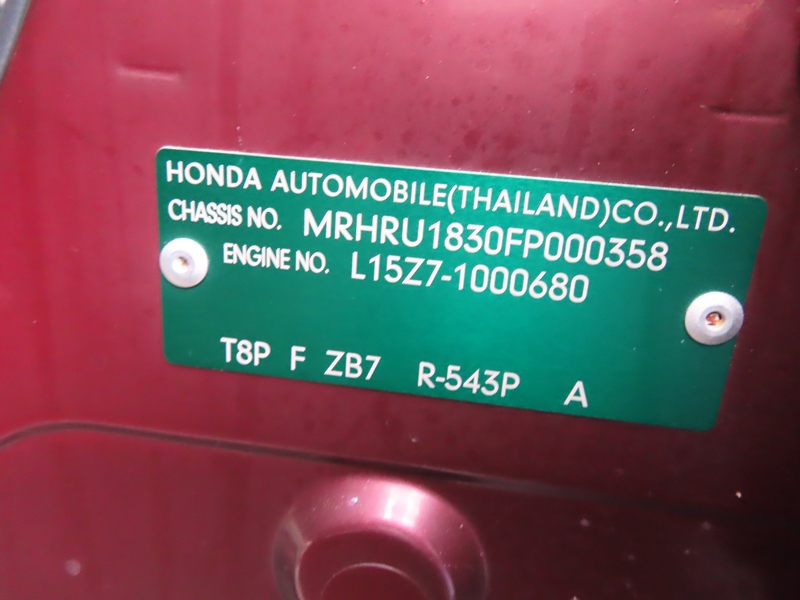 HONDA AUTOMOBILE(THAILAND)CO.,LTD.
CHASSIS NO. MRHRU1830FP000358
ENGINE NO. L15Z7-1000680
T8P F ZB7 R-543P A